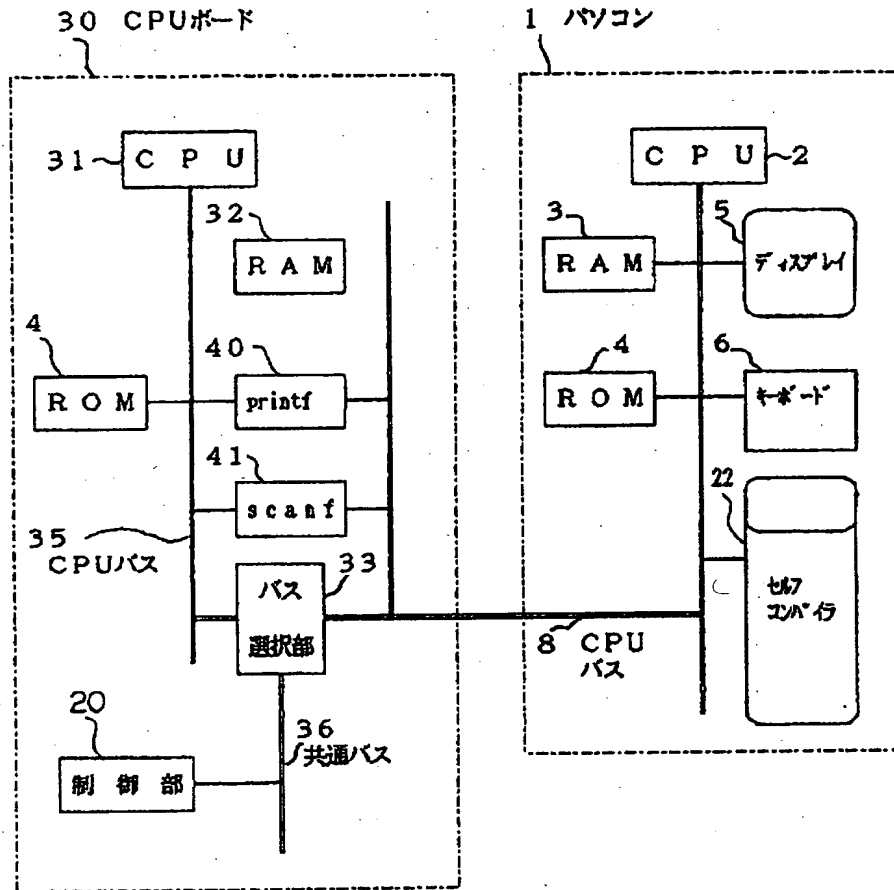 30 CPUボード
31
CPU
32
RAM
4
ROM
40
printf
41
scanf
35
CPUバス
33
バス
選択部
20
制御部
36
共通バス
1 パソコン
CPU
2
3
RAM
5
ディスプレイ
4
ROM
6
キーボード
22
セルフ
コンパイラ
8 CPU
バス